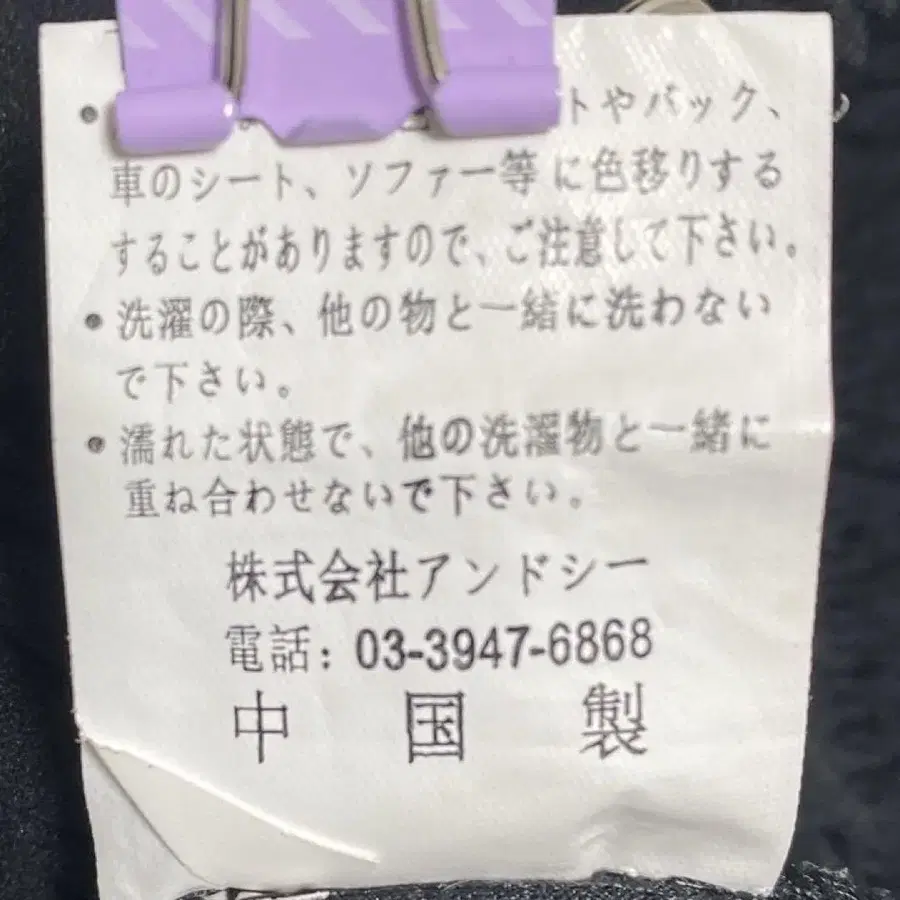 ● トやバック、
車のシート、ソファー等に色移りする
することがありますので、ご注意して下さい。
● 洗濯の際、他の物と一緒に洗わない
で下さい。
● 濡れた状態で、他の洗濯物と一緒に
重ね合わせないで下さい。
株式会社アンドシー
電話: 03-3947-6868
中国製